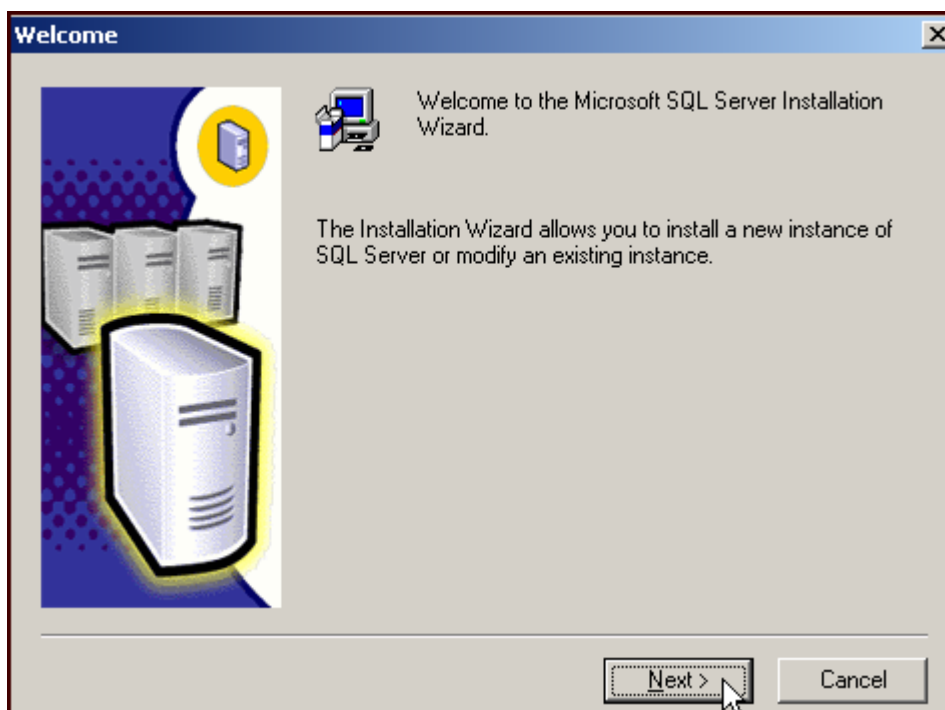 Welcome
Welcome to the Microsoft SQL Server Installation
Wizard.
The Installation Wizard allows you to install a new instance of
SQL Server or modify an existing instance.
Next >
Cancel